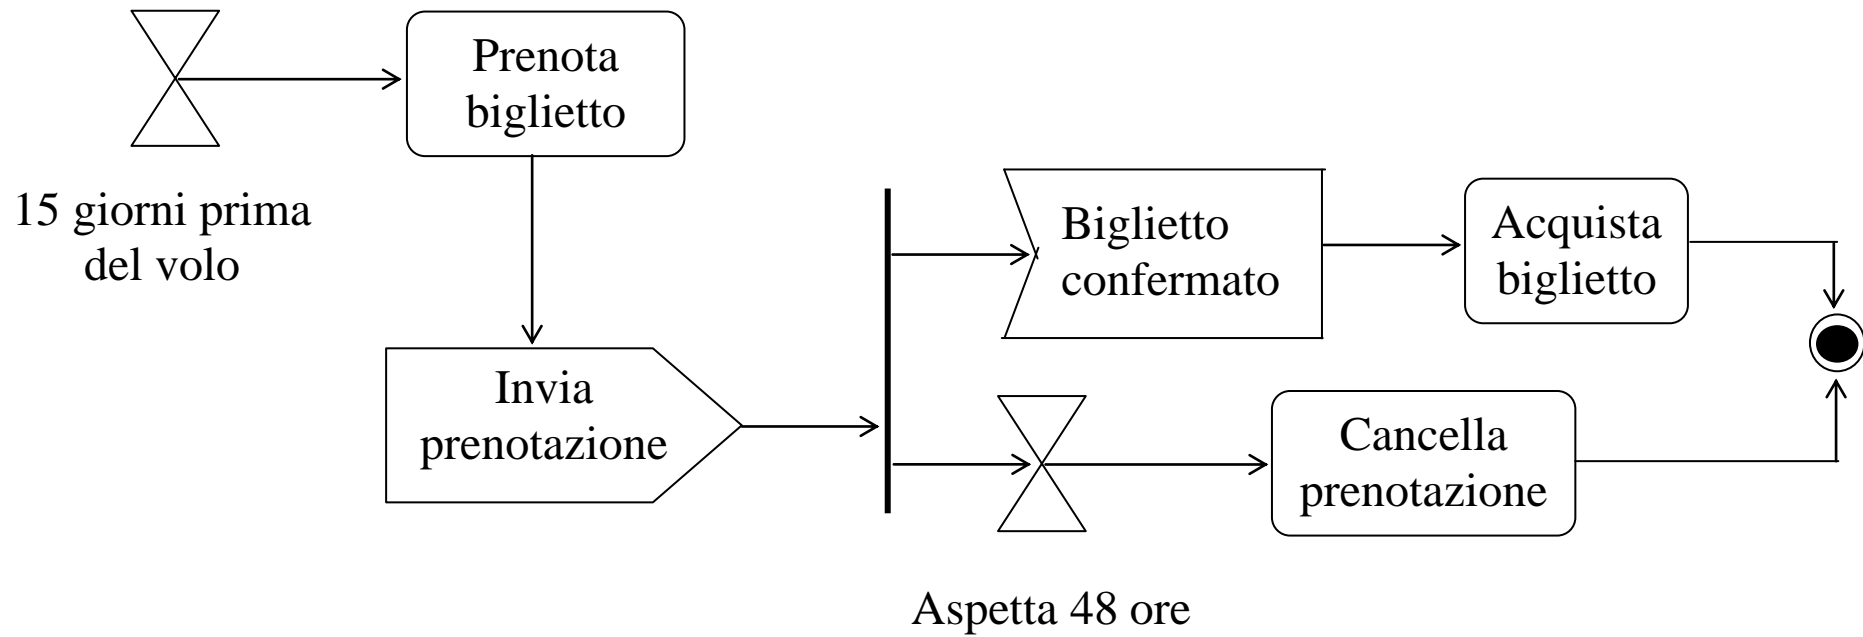 Prenota
biglietto
15 giorni prima
del volo
Invia
prenotazione
Biglietto
confermato
Acquista
biglietto
Cancella
prenotazione
Aspetta 48 ore